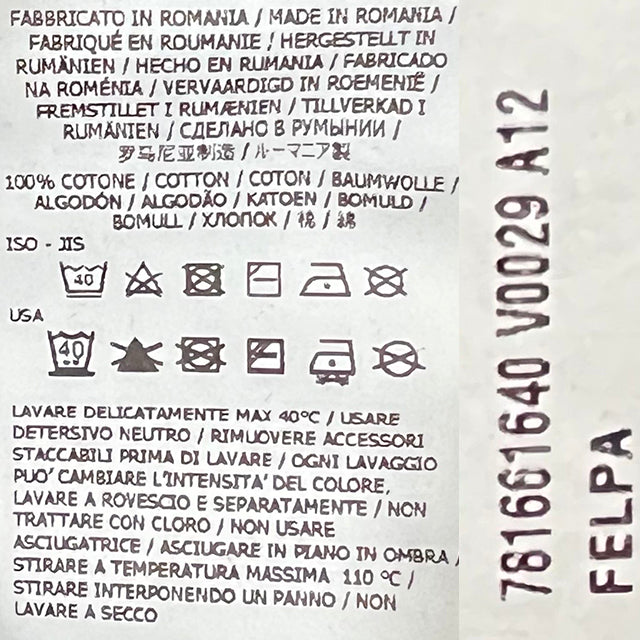 FABBRICATO IN ROMANIA / MADE IN ROMANIA /
FABRIQUÉ EN ROUMANIE / HERGESTELLT IN
RUMÄNIEN / HECHO EN RUMANIA / FABRICADO
NA ROMÉNIA / VERVAARDIGD IN ROEMENIË /
FREMSTILLET I RUMÆNIEN / TILLVERKAD I
RUMÄNIEN / СДЕЛАНО В РУМЫНИИ /
罗马尼亚制造 / ルーマニア製
100% COTONE / COTTON / COTON / BAUMWOLLE /
ALGODÓN / ALGODÃO / KATOEN / BOMULD /
BOMULL / ХЛОПОК / 棉 / 綿
ISO - JIS
40
USA
40
LAVARE DELICATAMENTE MAX 40°C / USARE
DETERSIVO NEUTRO / RIMUOVERE ACCESSORI
STACCABILI PRIMA DI LAVARE / OGNI LAVAGGIO
PUO' CAMBIARE L'INTENSITA' DEL COLORE,
LAVARE A ROVESCIO E SEPARATAMENTE / NON
TRATTARE CON CLORO / NON USARE
ASCIUGATRICE / ASCIUGARE IN PIANO IN OMBRA /
STIRARE A TEMPERATURA MASSIMA 110 °C /
STIRARE INTERPONENDO UN PANNO / NON
LAVARE A SECCO
781661640 V0029 A12
FELPA